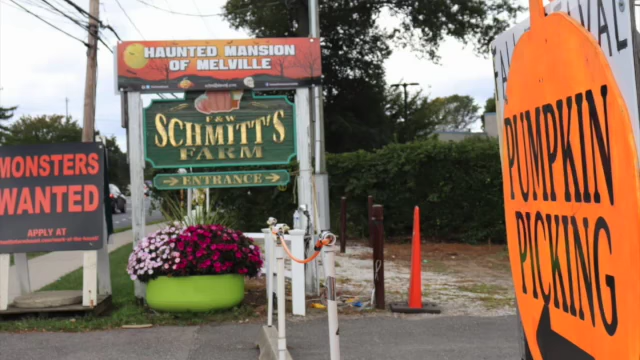 HAUNTED MANSION
OF MELVILLE
F & W
SCHMITT'S
FARM
ENTRANCE
MONSTERS
WANTED
APPLY AT
PUMPKIN
PICKING